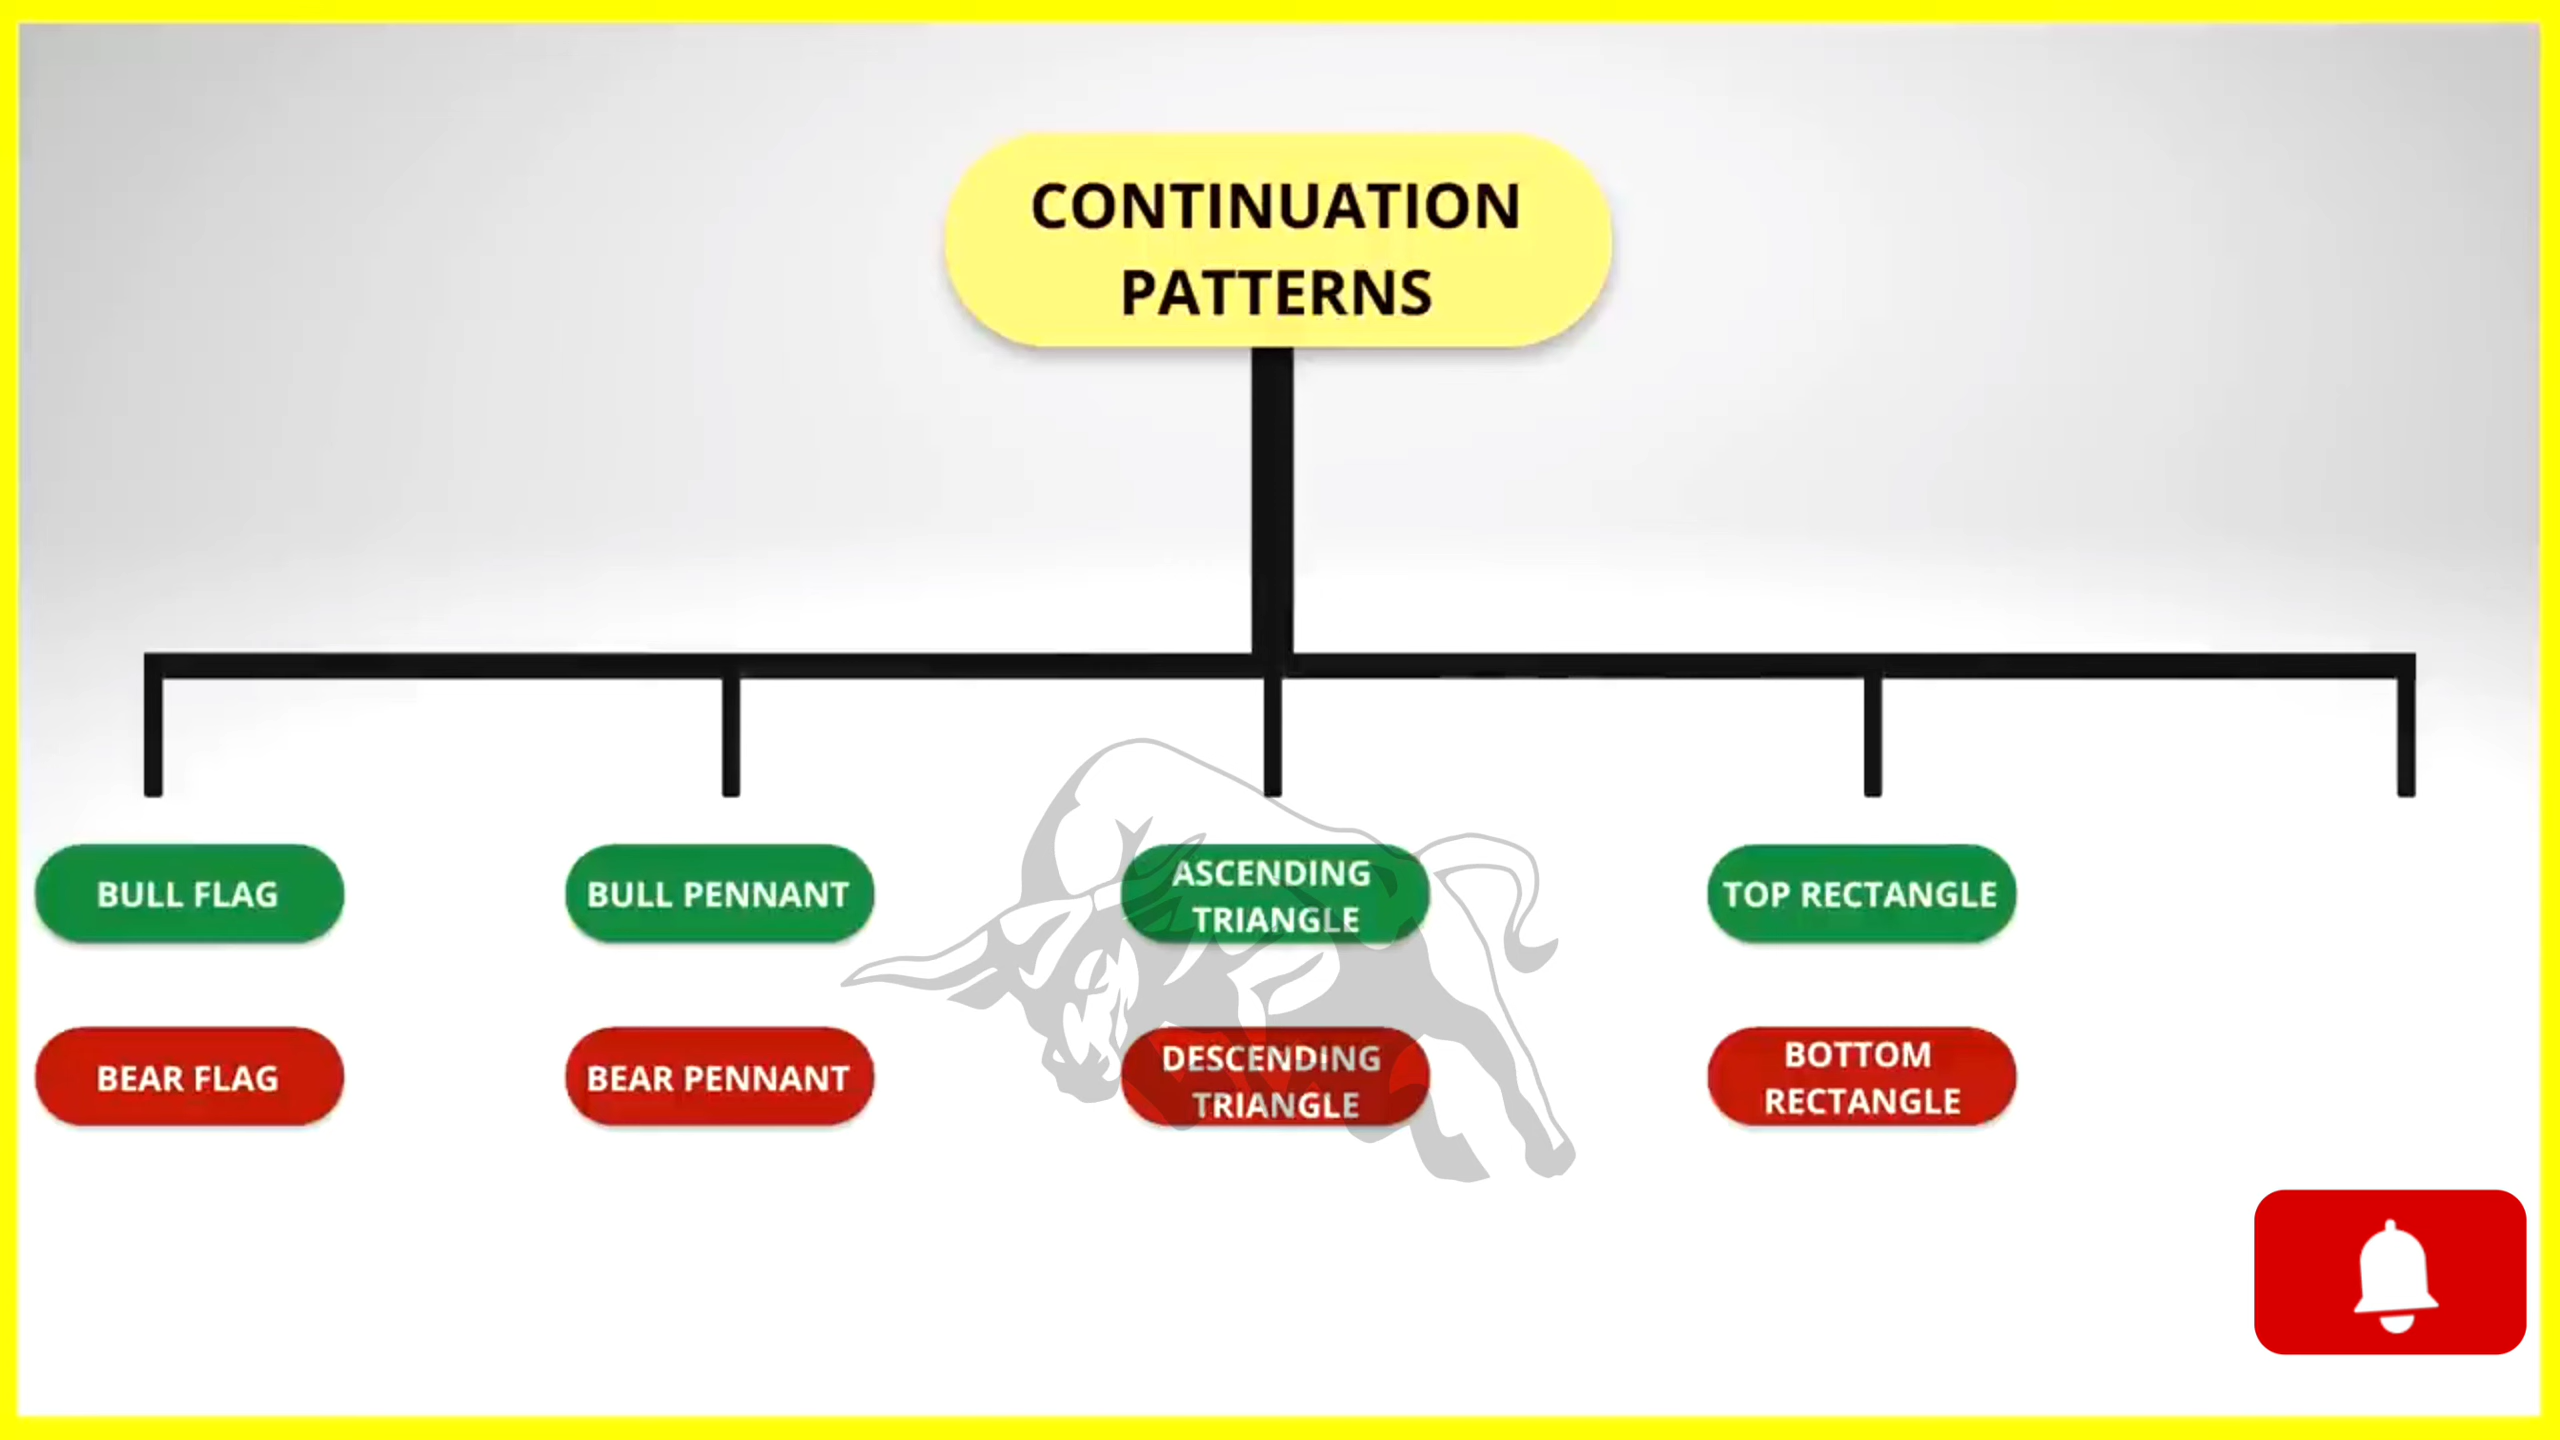 CONTINUATION
PATTERNS
BULL FLAG
BULL PENNANT
ASCENDING
TRIANGLE
TOP RECTANGLE
BEAR FLAG
BEAR PENNANT
DESCENDING
TRIANGLE
BOTTOM
RECTANGLE